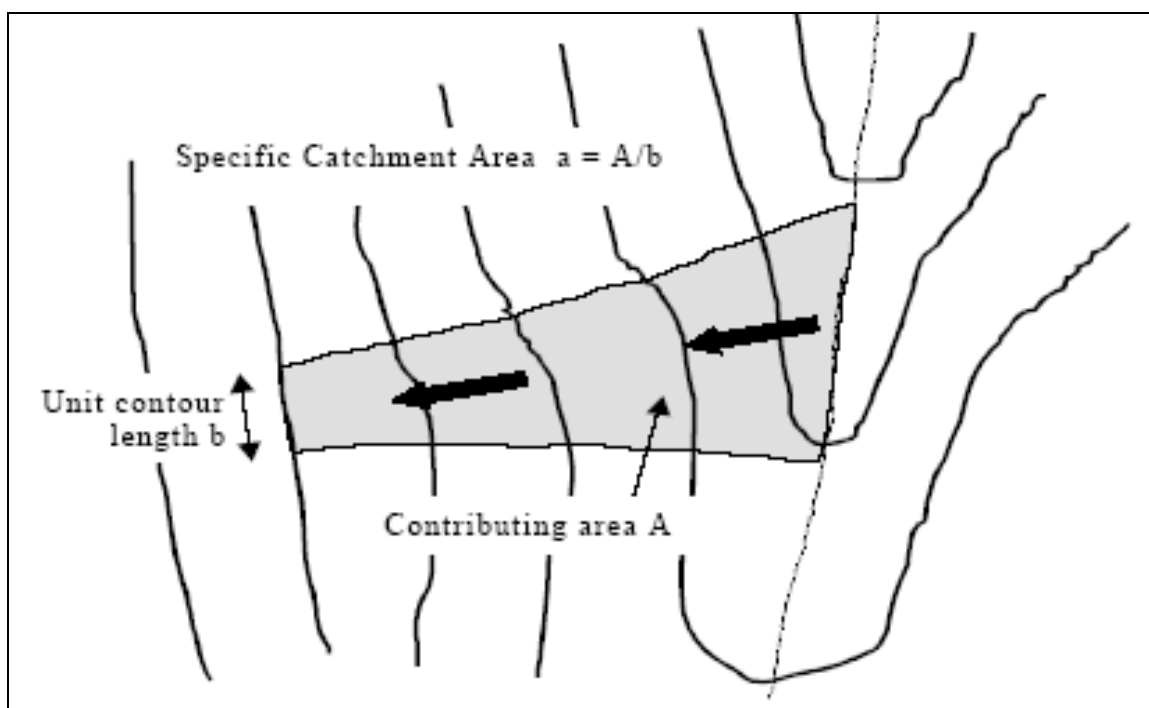 Specific Catchment Area a = A/b
Unit contour
length b
Contributing area A